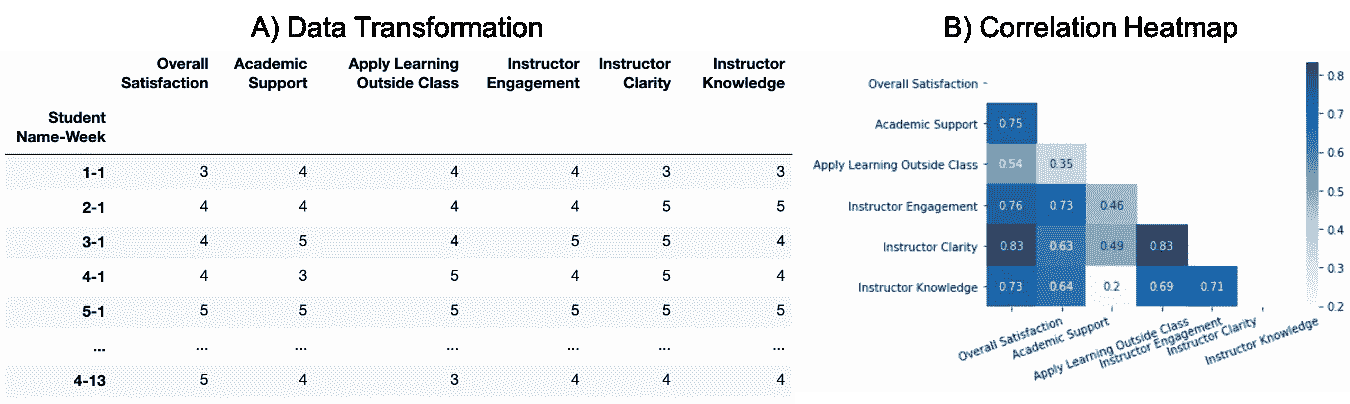 A) Data Transformation
Overall Satisfaction Academic Support Apply Learning Outside Class Instructor Engagement Instructor Clarity Instructor Knowledge
Student Name-Week
1-1 3 4 4 4 3 3
2-1 4 4 4 4 5 5
3-1 4 5 4 5 5 4
4-1 4 3 5 4 5 4
5-1 5 5 5 5 5 5
... ... ... ... ... ... ...
4-13 5 4 3 4 4 4
B) Correlation Heatmap
Overall Satisfaction
Academic Support 0.75
Apply Learning Outside Class 0.54 0.35
Instructor Engagement 0.76 0.73 0.46
Instructor Clarity 0.83 0.63 0.49 0.83
Instructor Knowledge 0.73 0.64 0.2 0.69 0.71
Overall Satisfaction
Academic Support
Apply Learning Outside Class
Instructor Engagement
Instructor Clarity
Instructor Knowledge
0.8
0.7
0.6
0.5
0.4
0.3
0.2